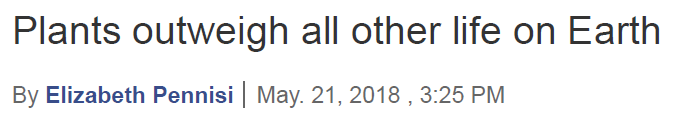 Plants outweigh all other life on Earth
By Elizabeth Pennisi | May. 21, 2018 , 3:25 PM